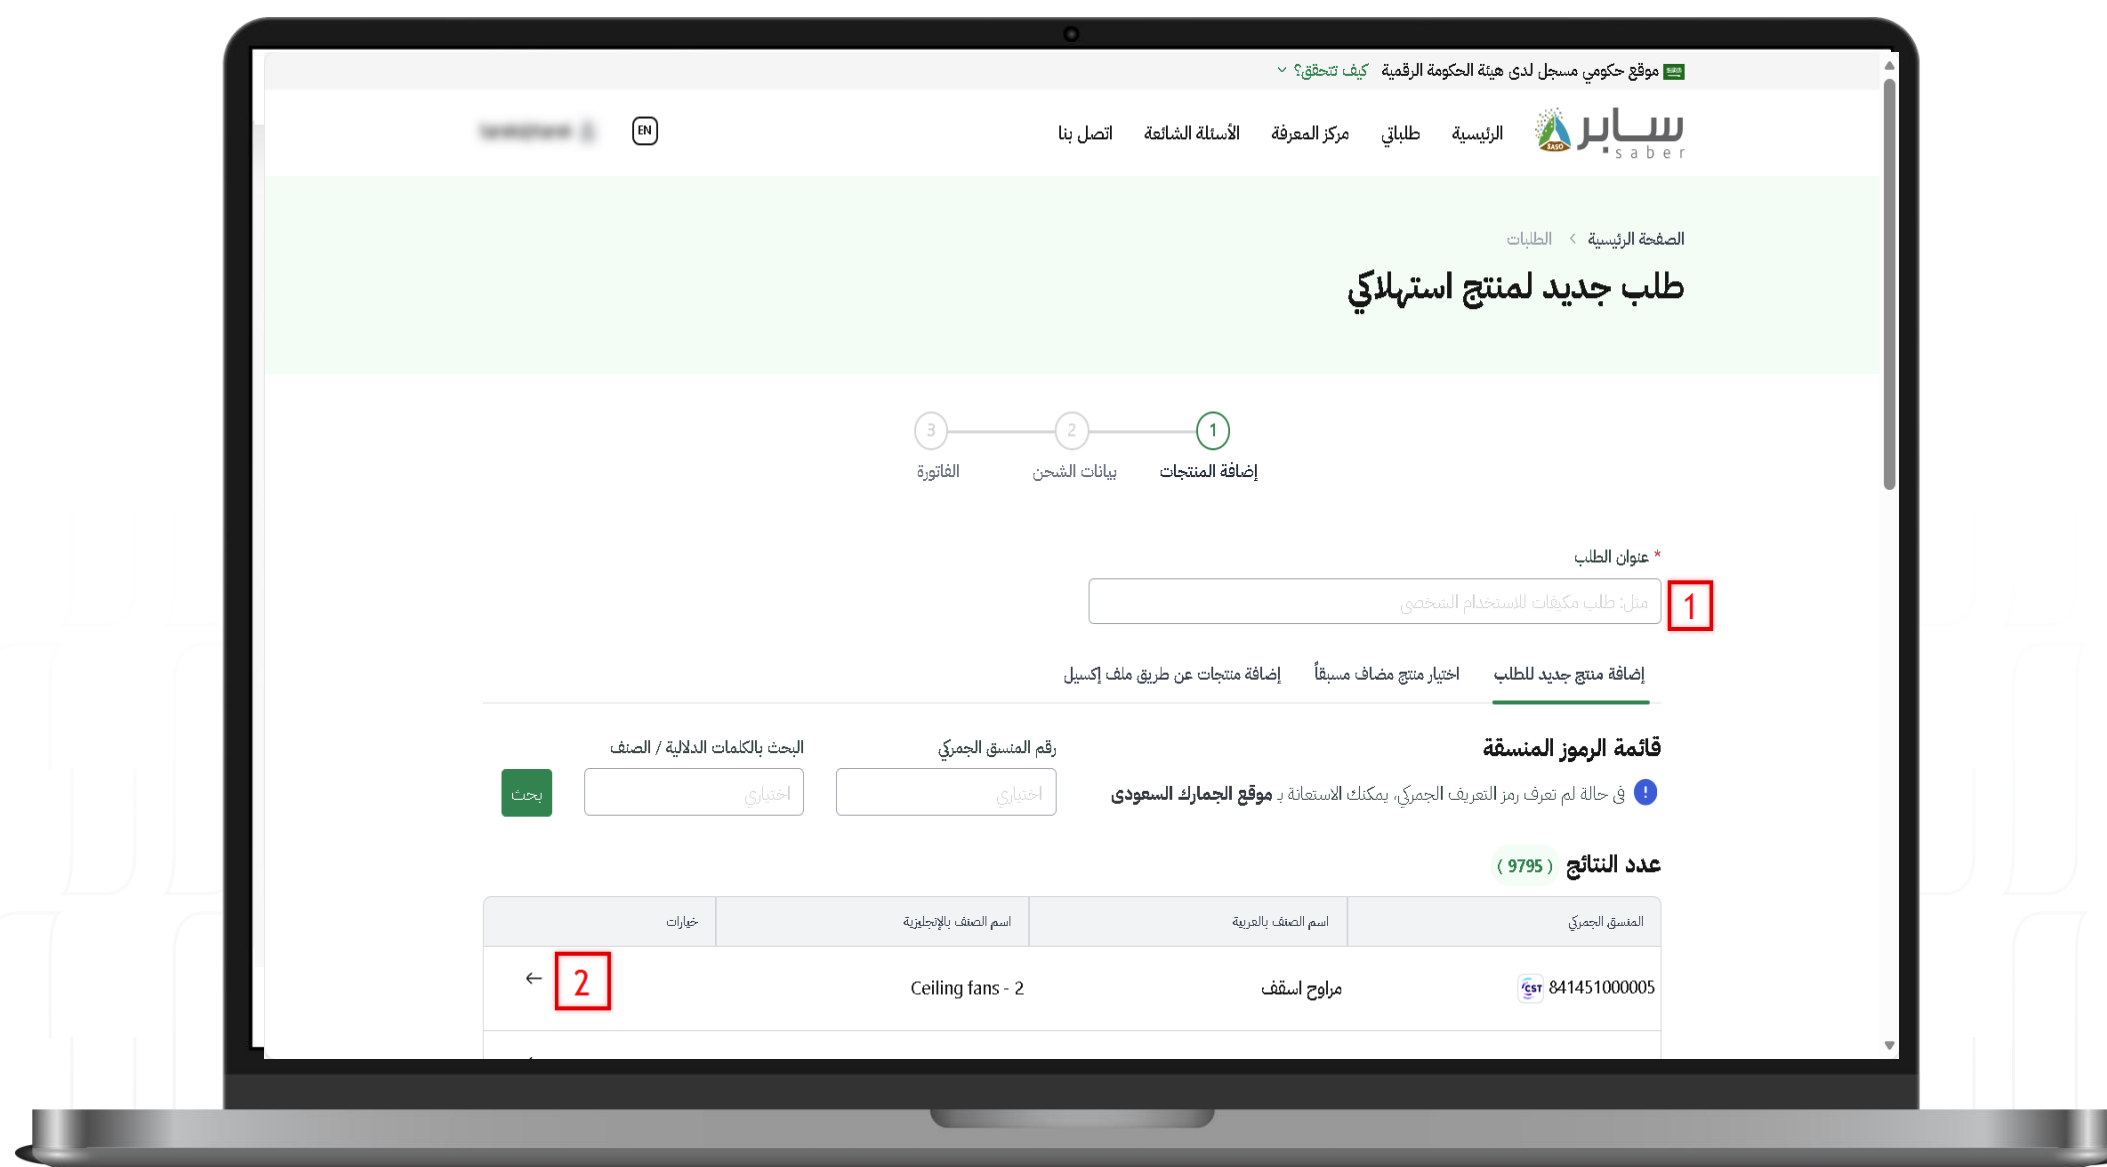 موقع حكومي مسجل لدى هيئة الحكومة الرقمية كيف تتحقق؟
سابر
saber
SASO
الرئيسية طلباتي مركز المعرفة الأسئلة الشائعة اتصل بنا
EN
الصفحة الرئيسية > الطلبات
طلب جديد لمنتج استهلاكي
1 2 3
إضافة المنتجات بيانات الشحن الفاتورة
* عنوان الطلب
مثل: طلب مكيفات للاستخدام الشخصي
1
إضافة منتج جديد للطلب اختيار منتج مضاف مسبقاً إضافة منتجات عن طريق ملف إكسيل
قائمة الرموز المنسقة
! في حالة لم تعرف رمز التعريف الجمركي، يمكنك الاستعانة بـ موقع الجمارك السعودى
رقم المنسق الجمركي
اختياري
البحث بالكلمات الدلالية / الصنف
اختياري
بحث
عدد النتائج ( 9795 )
المنسق الجمركي اسم الصنف بالعربية اسم الصنف بالإنجليزية خيارات
841451000005 CST مراوح اسقف Ceiling fans - 2 2 ←